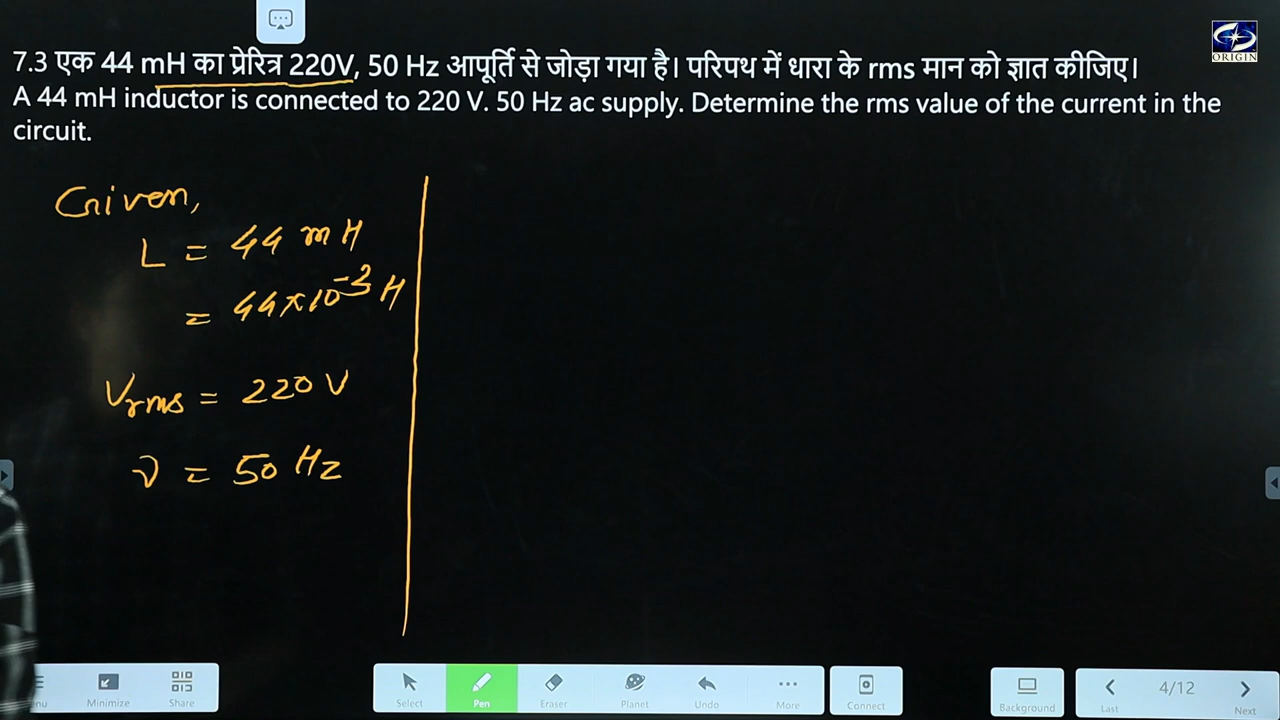 ORIGIN
7.3 एक 44 mH का प्रेरित्र 220V, 50 Hz आपूर्ति से जोड़ा गया है। परिपथ में धारा के rms मान को ज्ञात कीजिए।
A 44 mH inductor is connected to 220 V. 50 Hz ac supply. Determine the rms value of the current in the
circuit.
Given,
L = 44 mH
= 44×10⁻³ H
Vrms = 220 V
ν = 50 Hz
Minimize
Share
Select
Pen
Eraser
Planet
Undo
More
Connect
Background
Last
4/12
Next